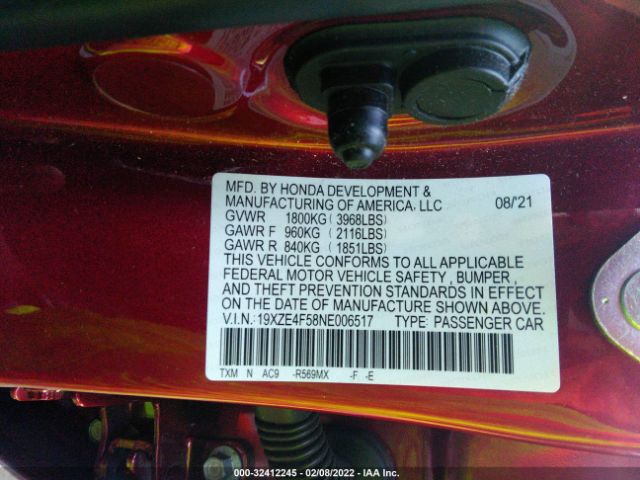 MFD. BY HONDA DEVELOPMENT &
MANUFACTURING OF AMERICA, LLC 08/'21
GVWR 1800KG ( 3968LBS )
GAWR F 960KG ( 2116LBS )
GAWR R 840KG ( 1851LBS )
THIS VEHICLE CONFORMS TO ALL APPLICABLE
FEDERAL MOTOR VEHICLE SAFETY , BUMPER ,
AND THEFT PREVENTION STANDARDS IN EFFECT
ON THE DATE OF MANUFACTURE SHOWN ABOVE.
V.I.N.: 19XZE4F58NE006517 TYPE: PASSENGER CAR
TXM N AC9 -R569MX -F -E
000-32412245 - 02/08/2022 - IAA Inc.